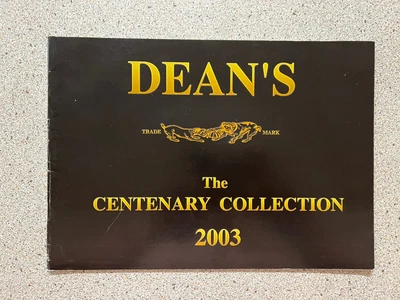 DEAN'S
TRADE MARK
The
CENTENARY COLLECTION
2003